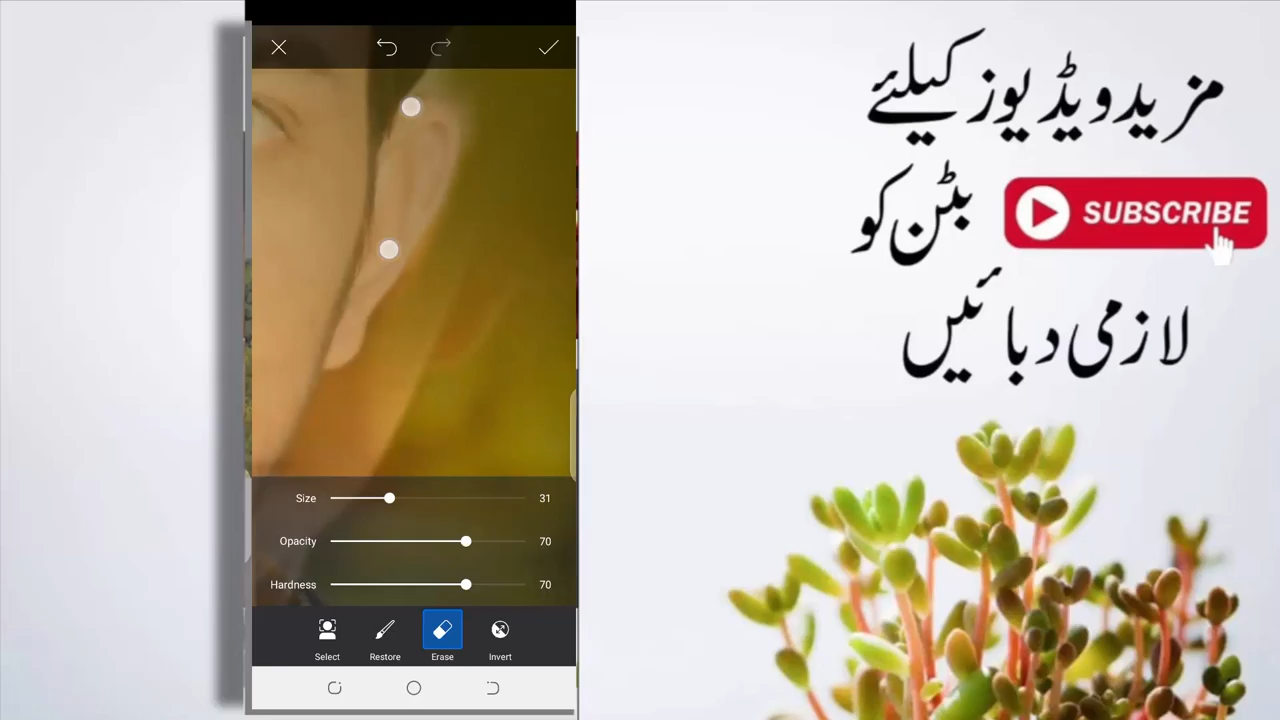 Size 31
Opacity 70
Hardness 70
Select Restore Erase Invert
مزید ویڈیوز کیلئے
SUBSCRIBE بٹن کو
لازمی دبائیں